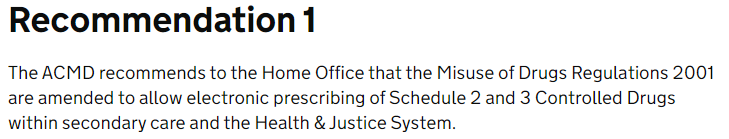 Recommendation 1
The ACMD recommends to the Home Office that the Misuse of Drugs Regulations 2001
are amended to allow electronic prescribing of Schedule 2 and 3 Controlled Drugs
within secondary care and the Health & Justice System.